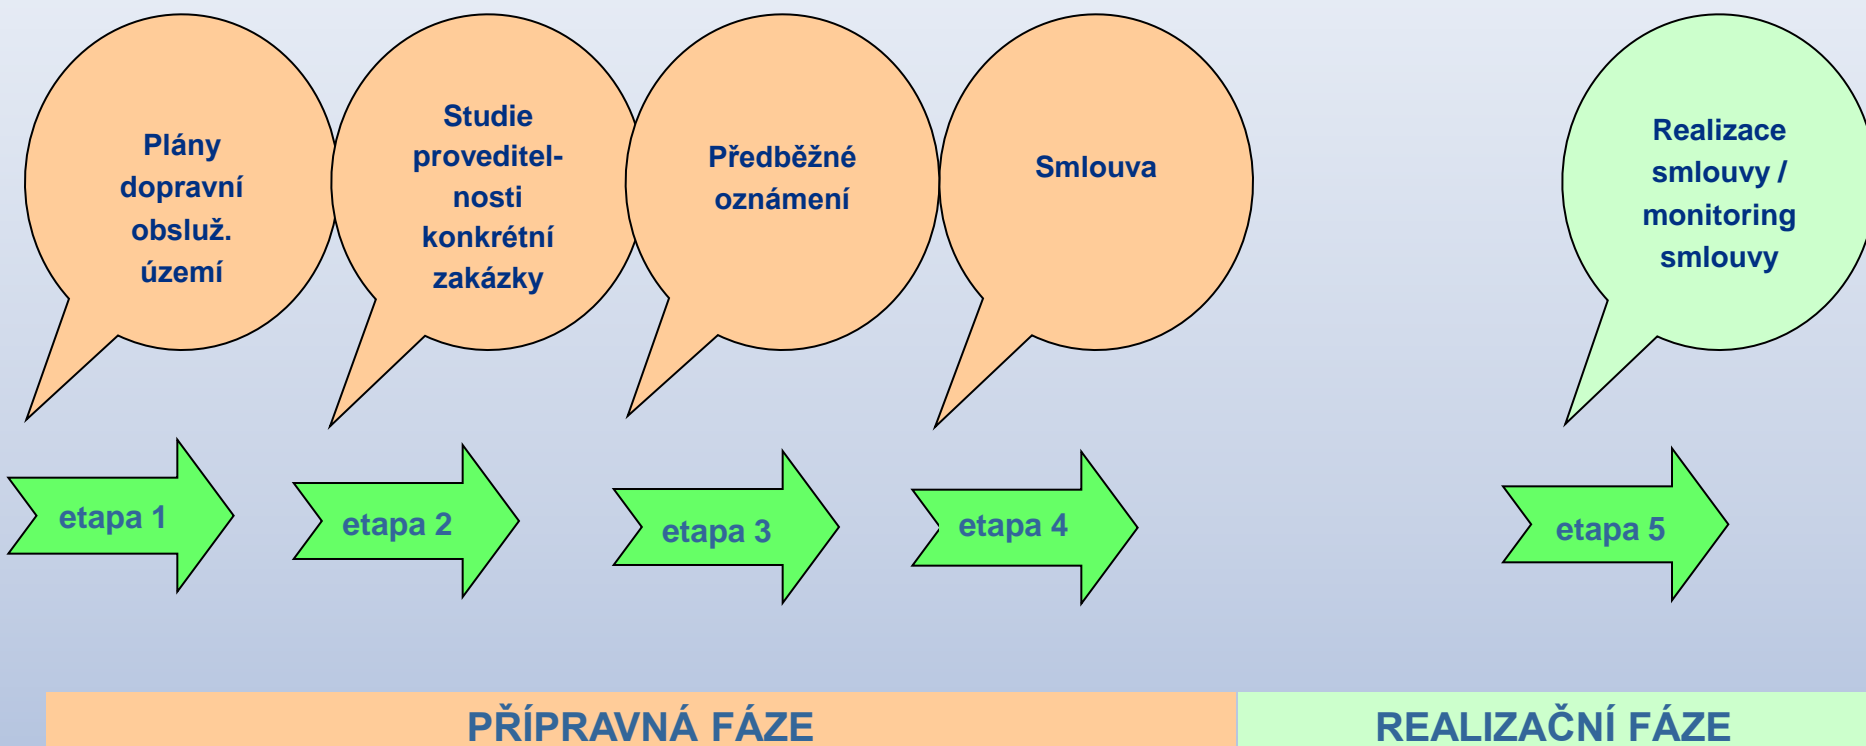 Plány
dopravní
obsluž.
území
Studie
proveditel-
nosti
konkrétní
zakázky
Předběžné
oznámení
Smlouva
Realizace
smlouvy /
monitoring
smlouvy
etapa 1
etapa 2
etapa 3
etapa 4
etapa 5
PŘÍPRAVNÁ FÁZE
REALIZAČNÍ FÁZE